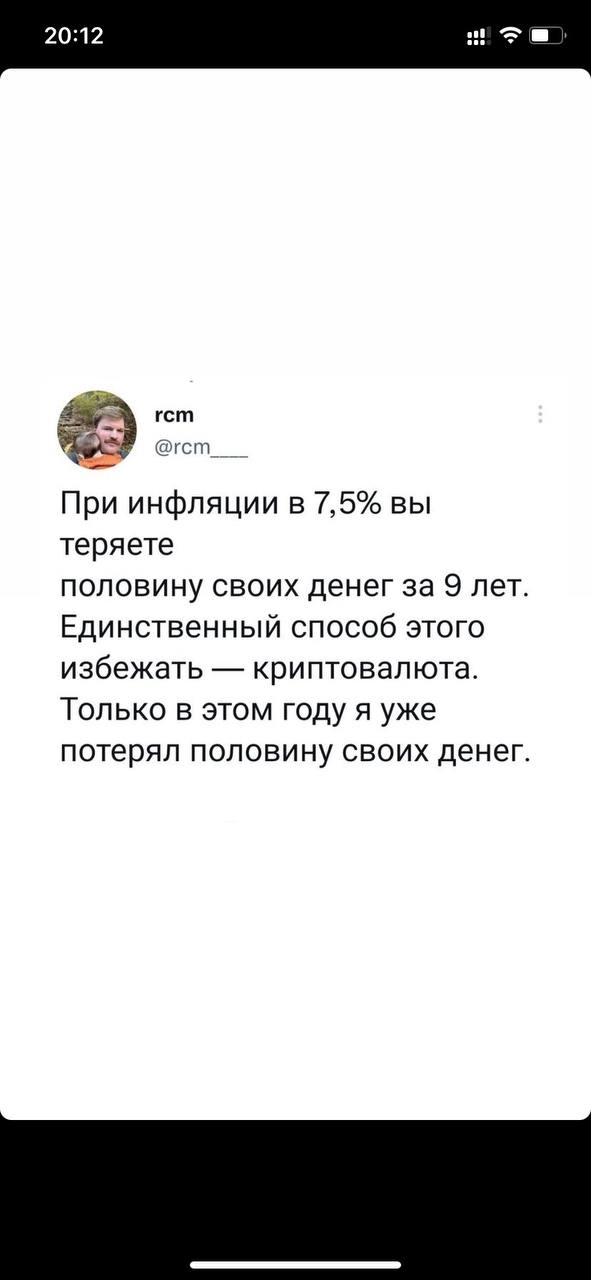 20:12
rcm
@rcm____
При инфляции в 7,5% вы
теряете
половину своих денег за 9 лет.
Единственный способ этого
избежать — криптовалюта.
Только в этом году я уже
потерял половину своих денег.